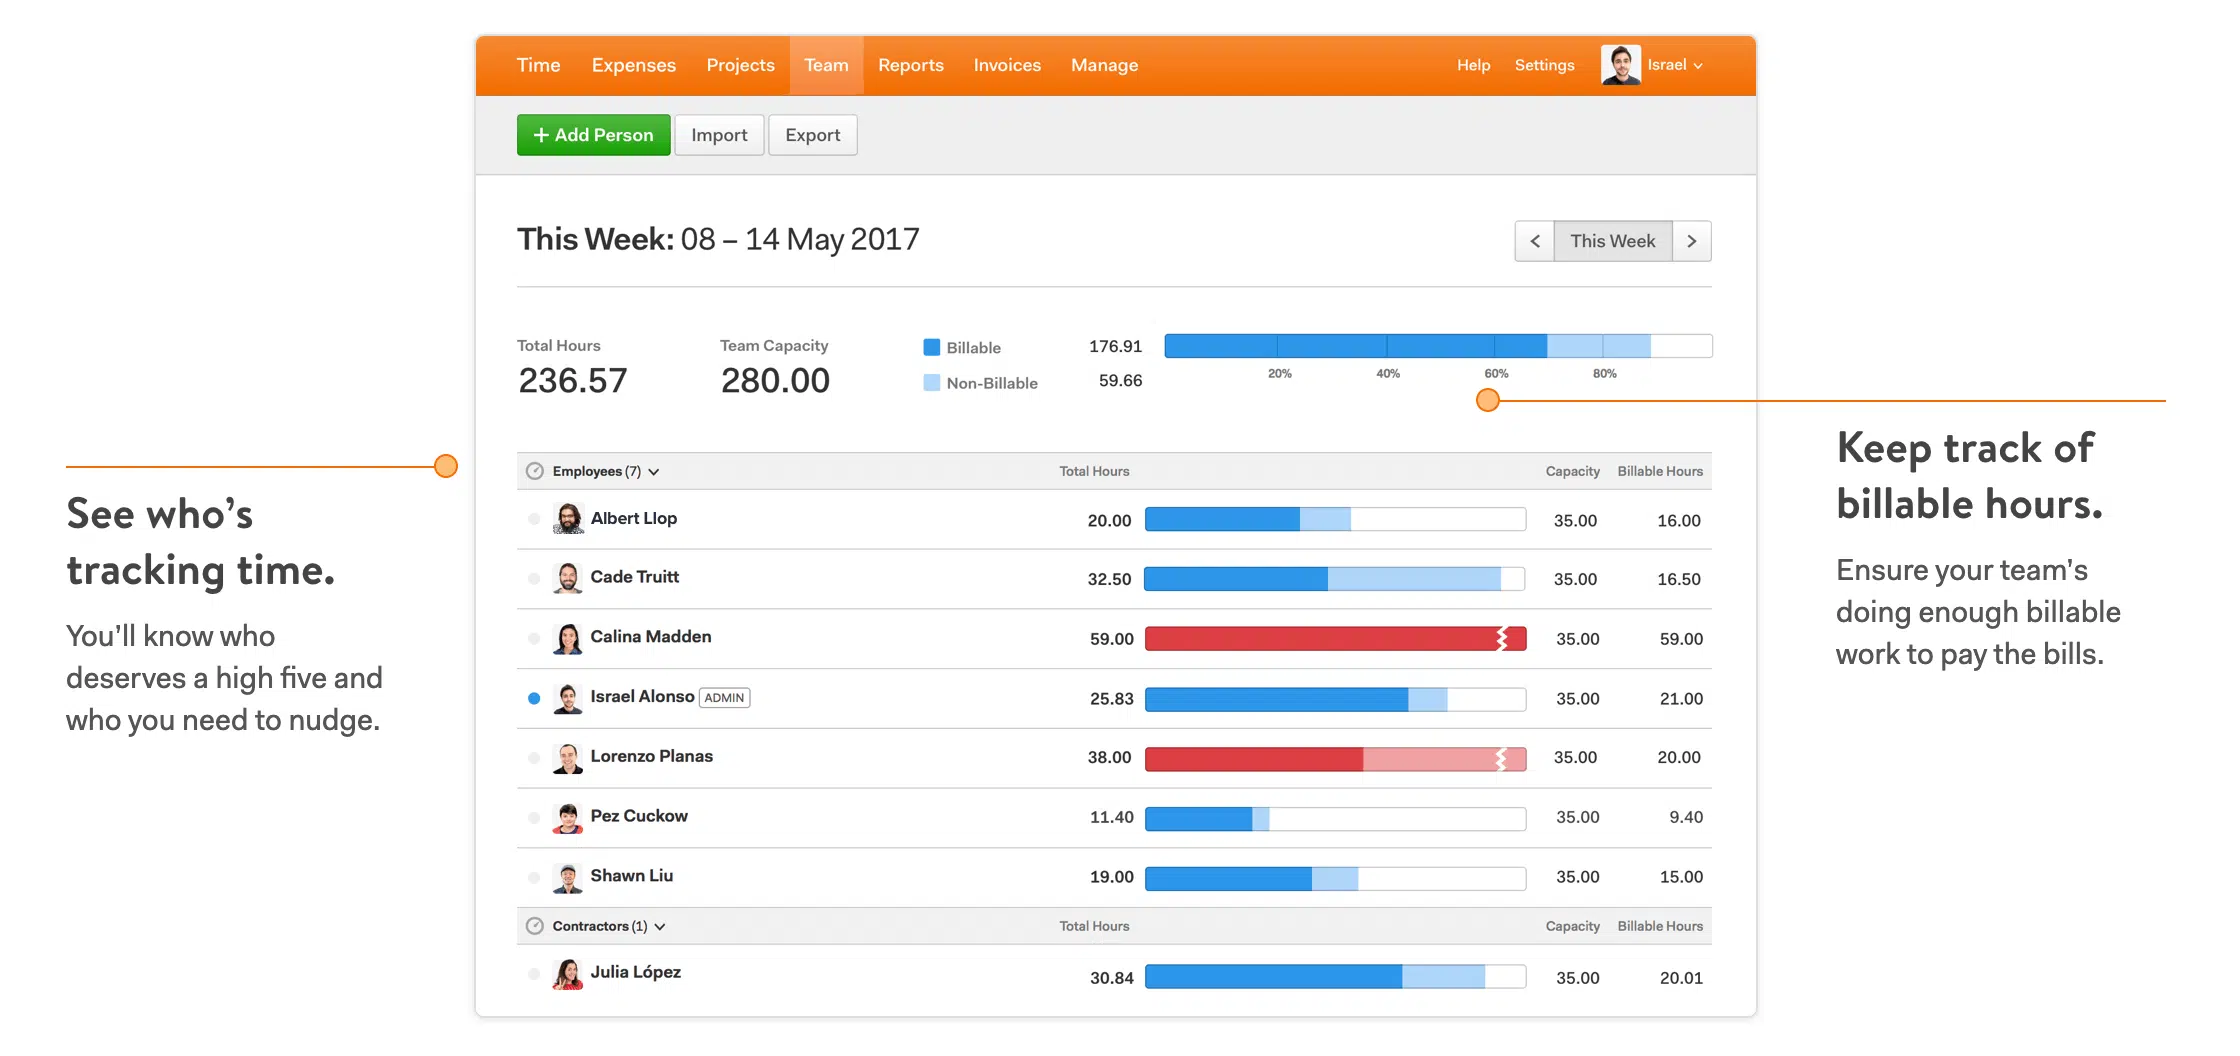 Time Expenses Projects Team Reports Invoices Manage Help Settings Israel
+ Add Person Import Export
This Week: 08 – 14 May 2017
< This Week >
Total Hours Team Capacity Billable 176.91
236.57 280.00 Non-Billable 59.66
20% 40% 60% 80%
See who’s
tracking time.
You’ll know who
deserves a high five and
who you need to nudge.
Employees (7) Total Hours Capacity Billable Hours
Albert Llop 20.00 35.00 16.00
Cade Truitt 32.50 35.00 16.50
Calina Madden 59.00 35.00 59.00
Israel Alonso ADMIN 25.83 35.00 21.00
Lorenzo Planas 38.00 35.00 20.00
Pez Cuckow 11.40 35.00 9.40
Shawn Liu 19.00 35.00 15.00
Contractors (1) Total Hours Capacity Billable Hours
Julia López 30.84 35.00 20.01
Keep track of
billable hours.
Ensure your team’s
doing enough billable
work to pay the bills.